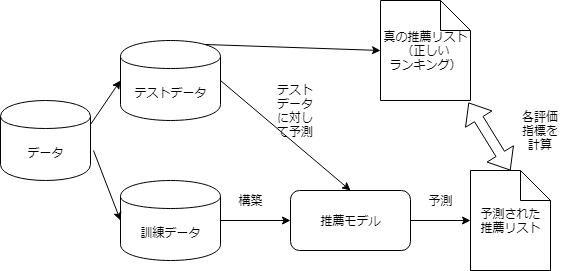 真の推薦リスト
（正しい
ランキング）
テストデータ
テスト
データ
に対し
て予測
各評価
指標を
計算
データ
構築
予測
訓練データ
推薦モデル
予測された
推薦リスト